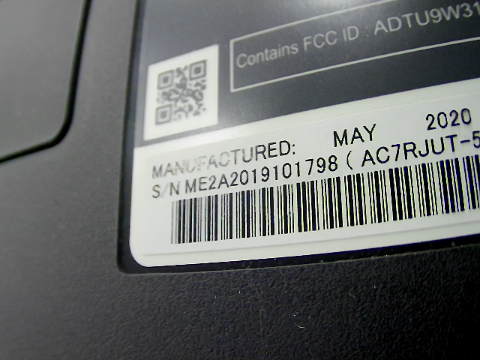 Contains FCC ID : ADTU9W31
MANUFACTURED: MAY 2020
S/N ME2A2019101798 ( AC7RJUT-5